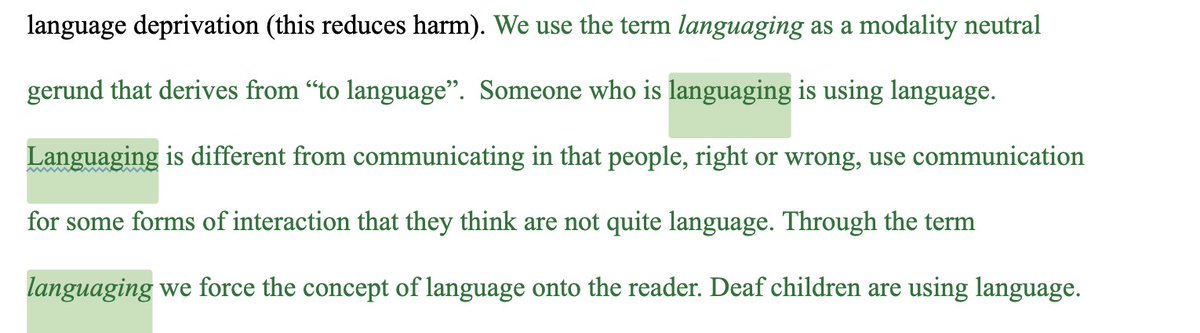 language deprivation (this reduces harm). We use the term languaging as a modality neutral
gerund that derives from “to language”.  Someone who is languaging is using language.
Languaging is different from communicating in that people, right or wrong, use communication
for some forms of interaction that they think are not quite language. Through the term
languaging we force the concept of language onto the reader. Deaf children are using language.